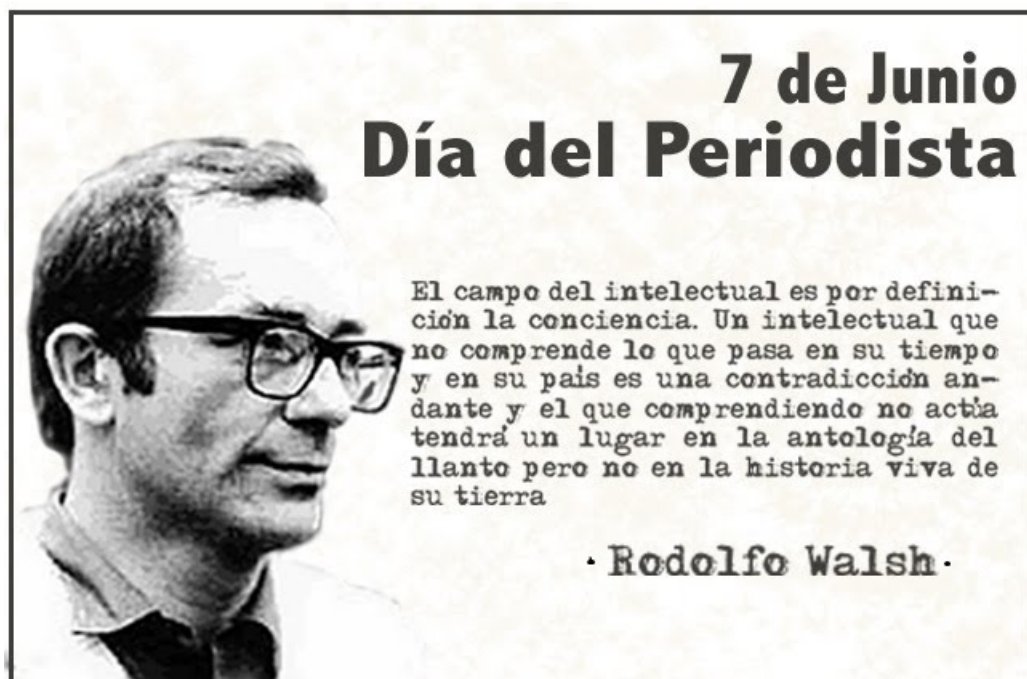 7 de Junio
Día del Periodista
El campo del intelectual es por defini-
ción la conciencia. Un intelectual que
no comprende lo que pasa en su tiempo
y en su país es una contradicción an-
dante y el que comprendiendo no actúa
tendrá un lugar en la antología del
llanto pero no en la historia viva de
su tierra
· Rodolfo Walsh ·